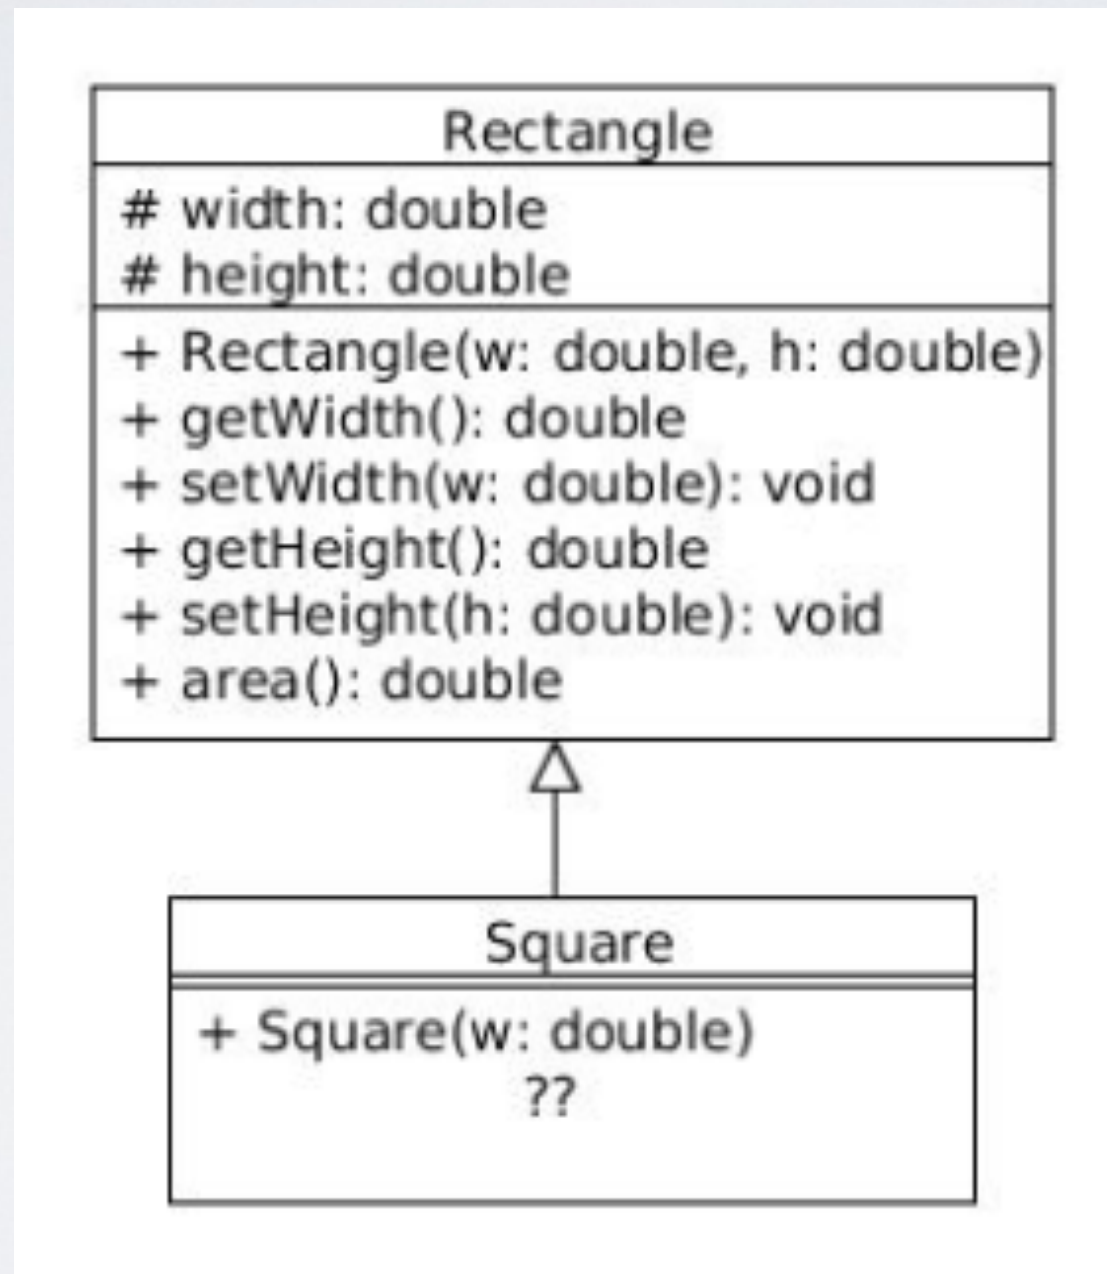 Rectangle
# width: double
# height: double
+ Rectangle(w: double, h: double)
+ getWidth(): double
+ setWidth(w: double): void
+ getHeight(): double
+ setHeight(h: double): void
+ area(): double
Square
+ Square(w: double)
??